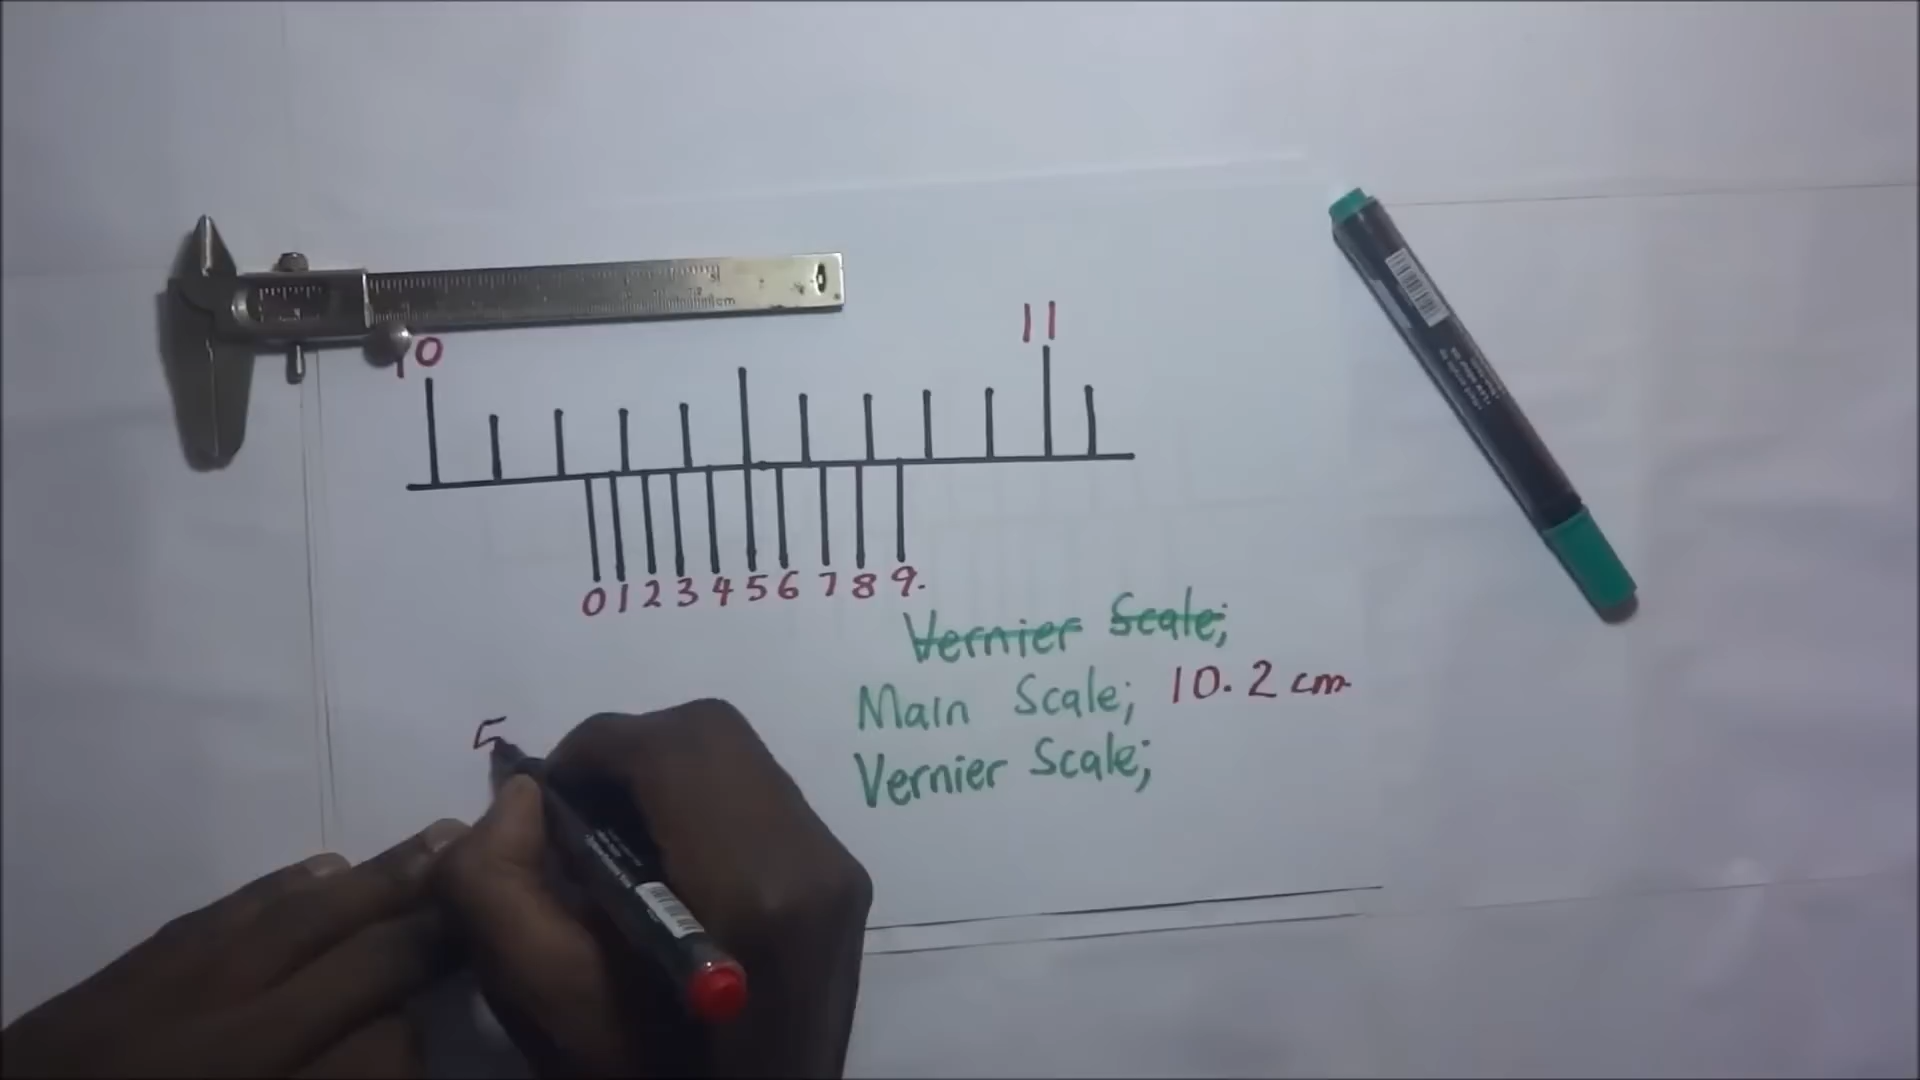 10 11
0 1 2 3 4 5 6 7 8 9.
Vernier Scale;
Main Scale; 10.2 cm
Vernier Scale;
5
cm